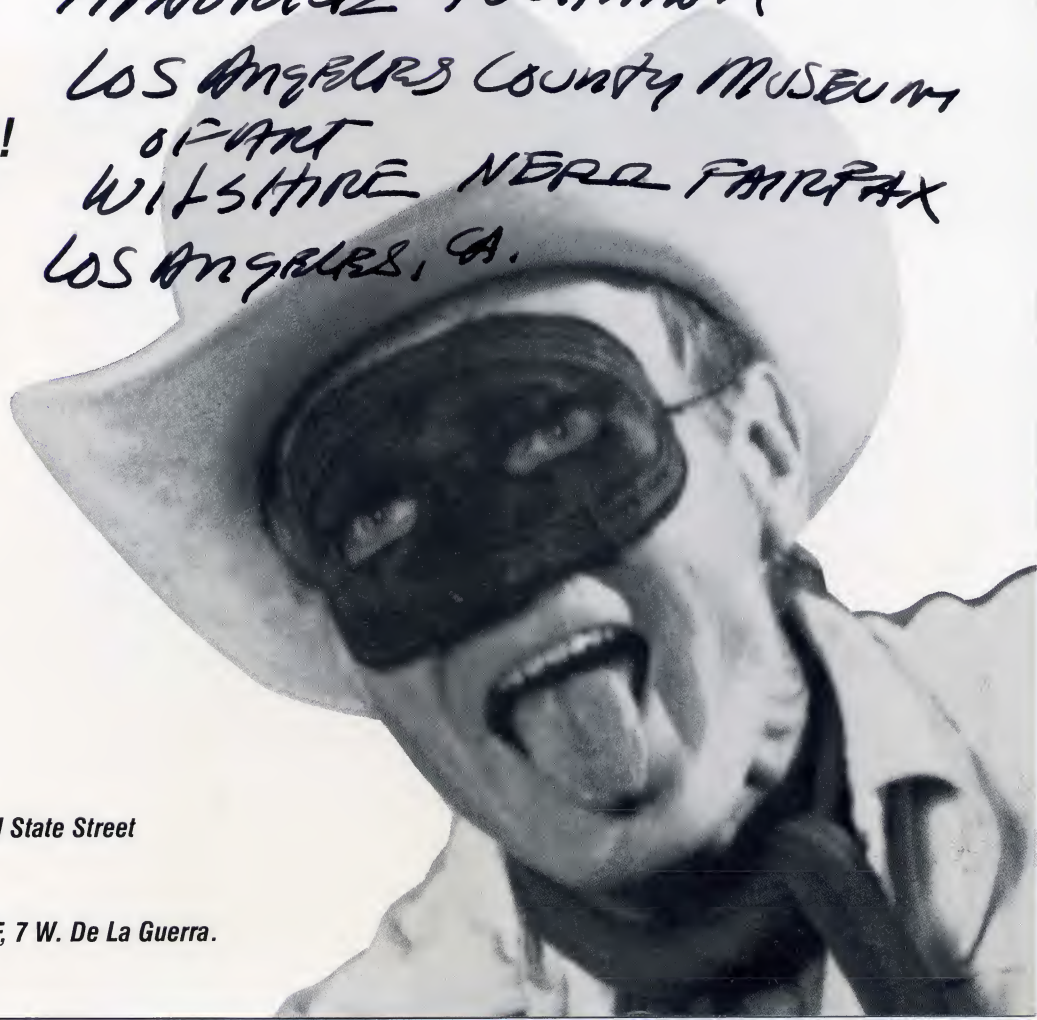 LOS ANGELES COUNTY MUSEUM
!
OF ART
WILSHIRE NEAR FAIRFAX
LOS ANGELES, CA.
State Street
7 W. De La Guerra.